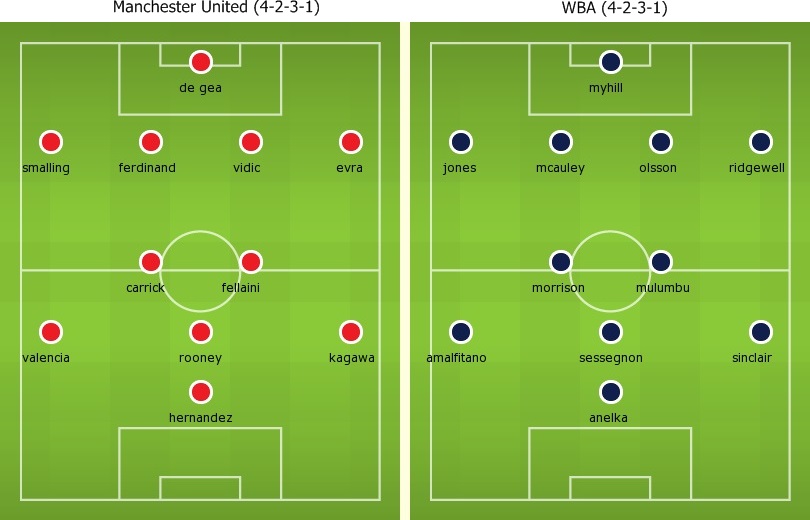 Manchester United (4-2-3-1)
de gea
smalling ferdinand vidic evra
carrick fellaini
valencia rooney kagawa
hernandez
WBA (4-2-3-1)
myhill
jones mcauley olsson ridgewell
morrison mulumbu
amalfitano sessegnon sinclair
anelka